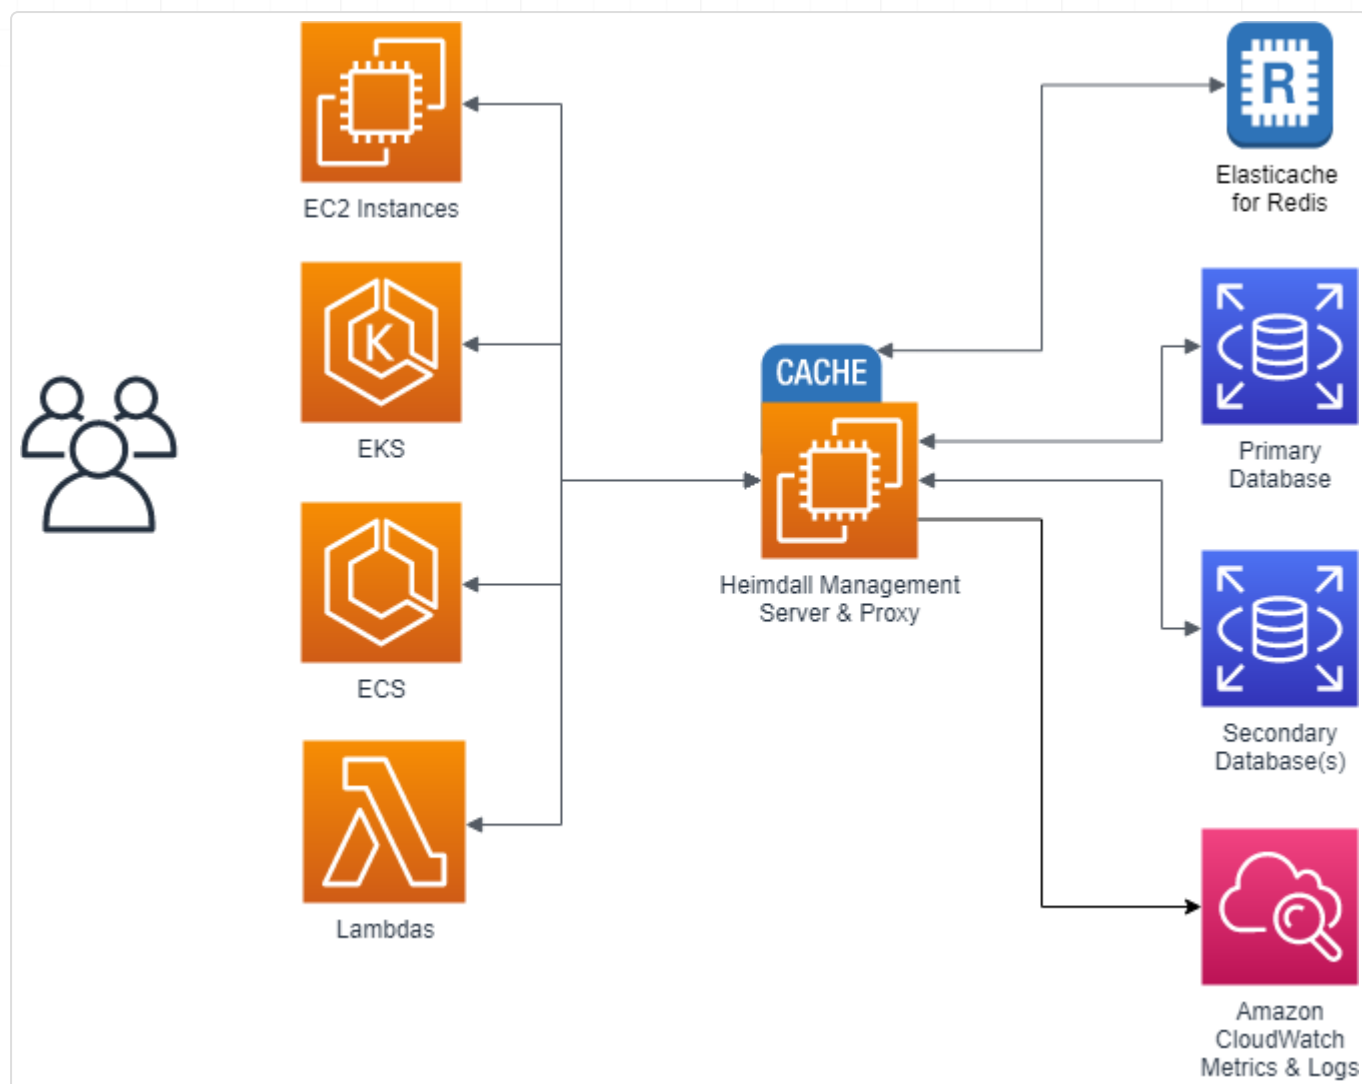 EC2 Instances
K
EKS
ECS
Lambdas
CACHE
Heimdall Management
Server & Proxy
R
Elasticache
for Redis
Primary
Database
Secondary
Database(s)
Amazon
CloudWatch
Metrics & Logs